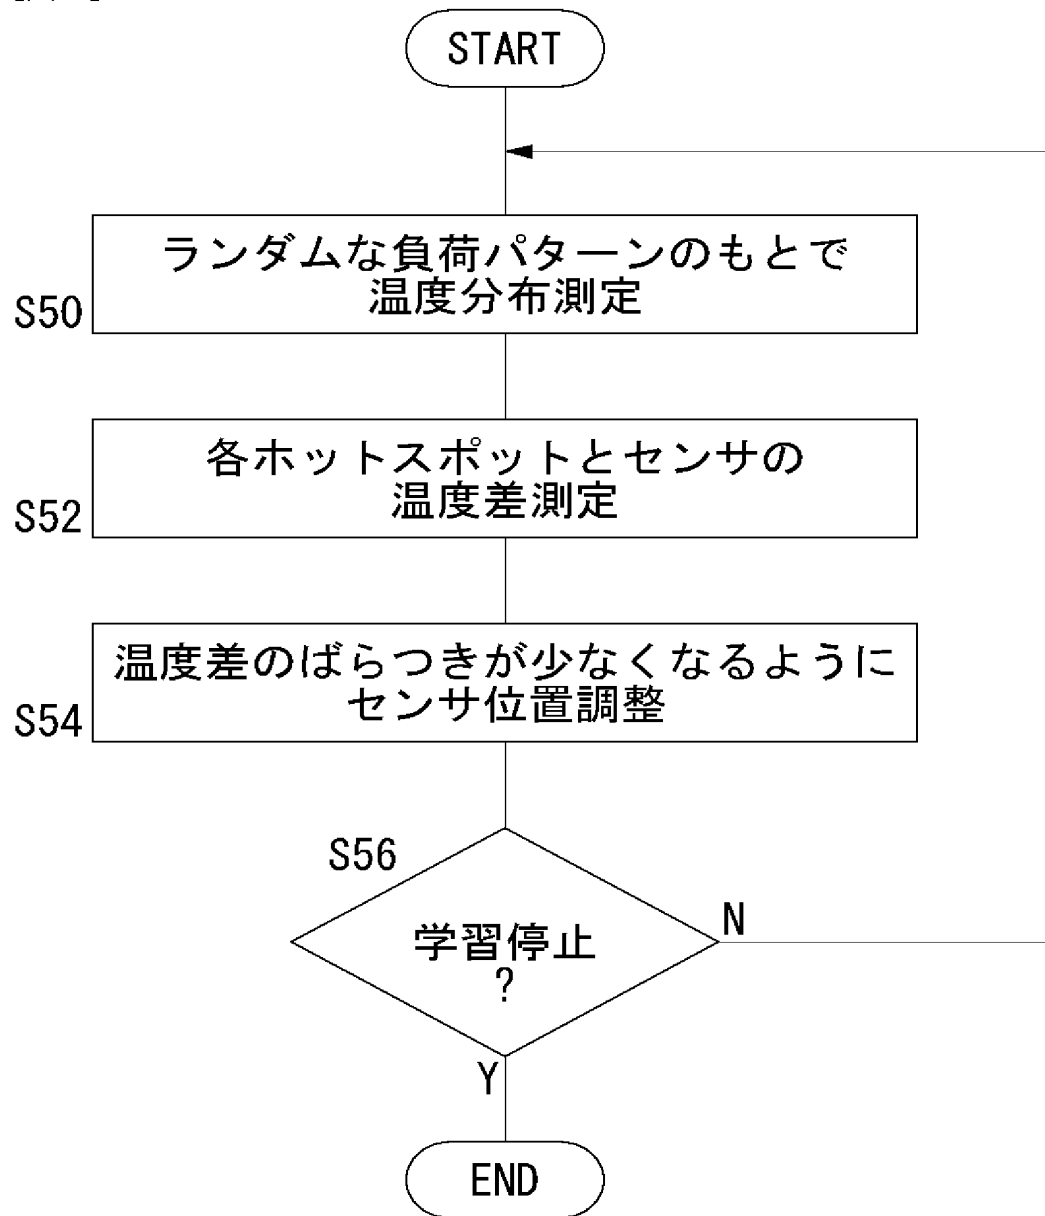 START
ランダムな負荷パターンのもとで
温度分布測定
S50
各ホットスポットとセンサの
温度差測定
S52
温度差のばらつきが少なくなるように
センサ位置調整
S54
S56
学習停止
?
N
Y
END